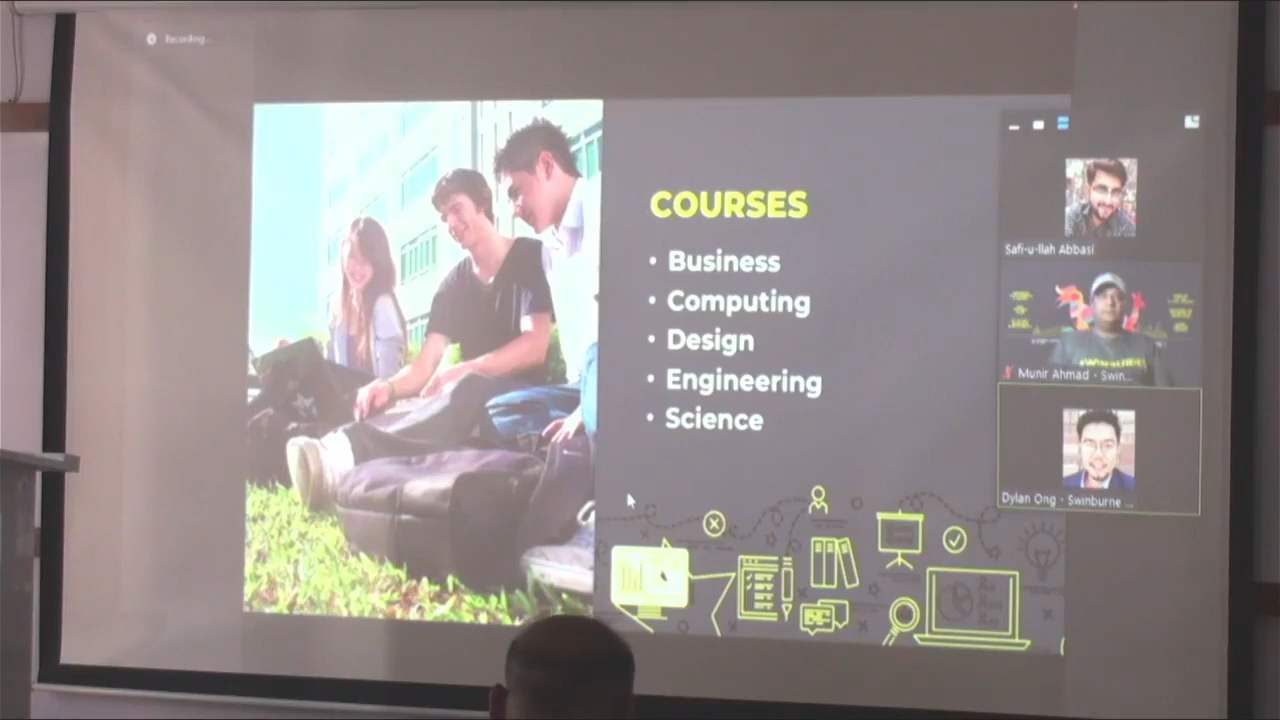 Recording...
COURSES
• Business
• Computing
• Design
• Engineering
• Science
Safi-u-llah Abbasi
Munir Ahmad - Swin...
Dylan Ong - Swinburne ...